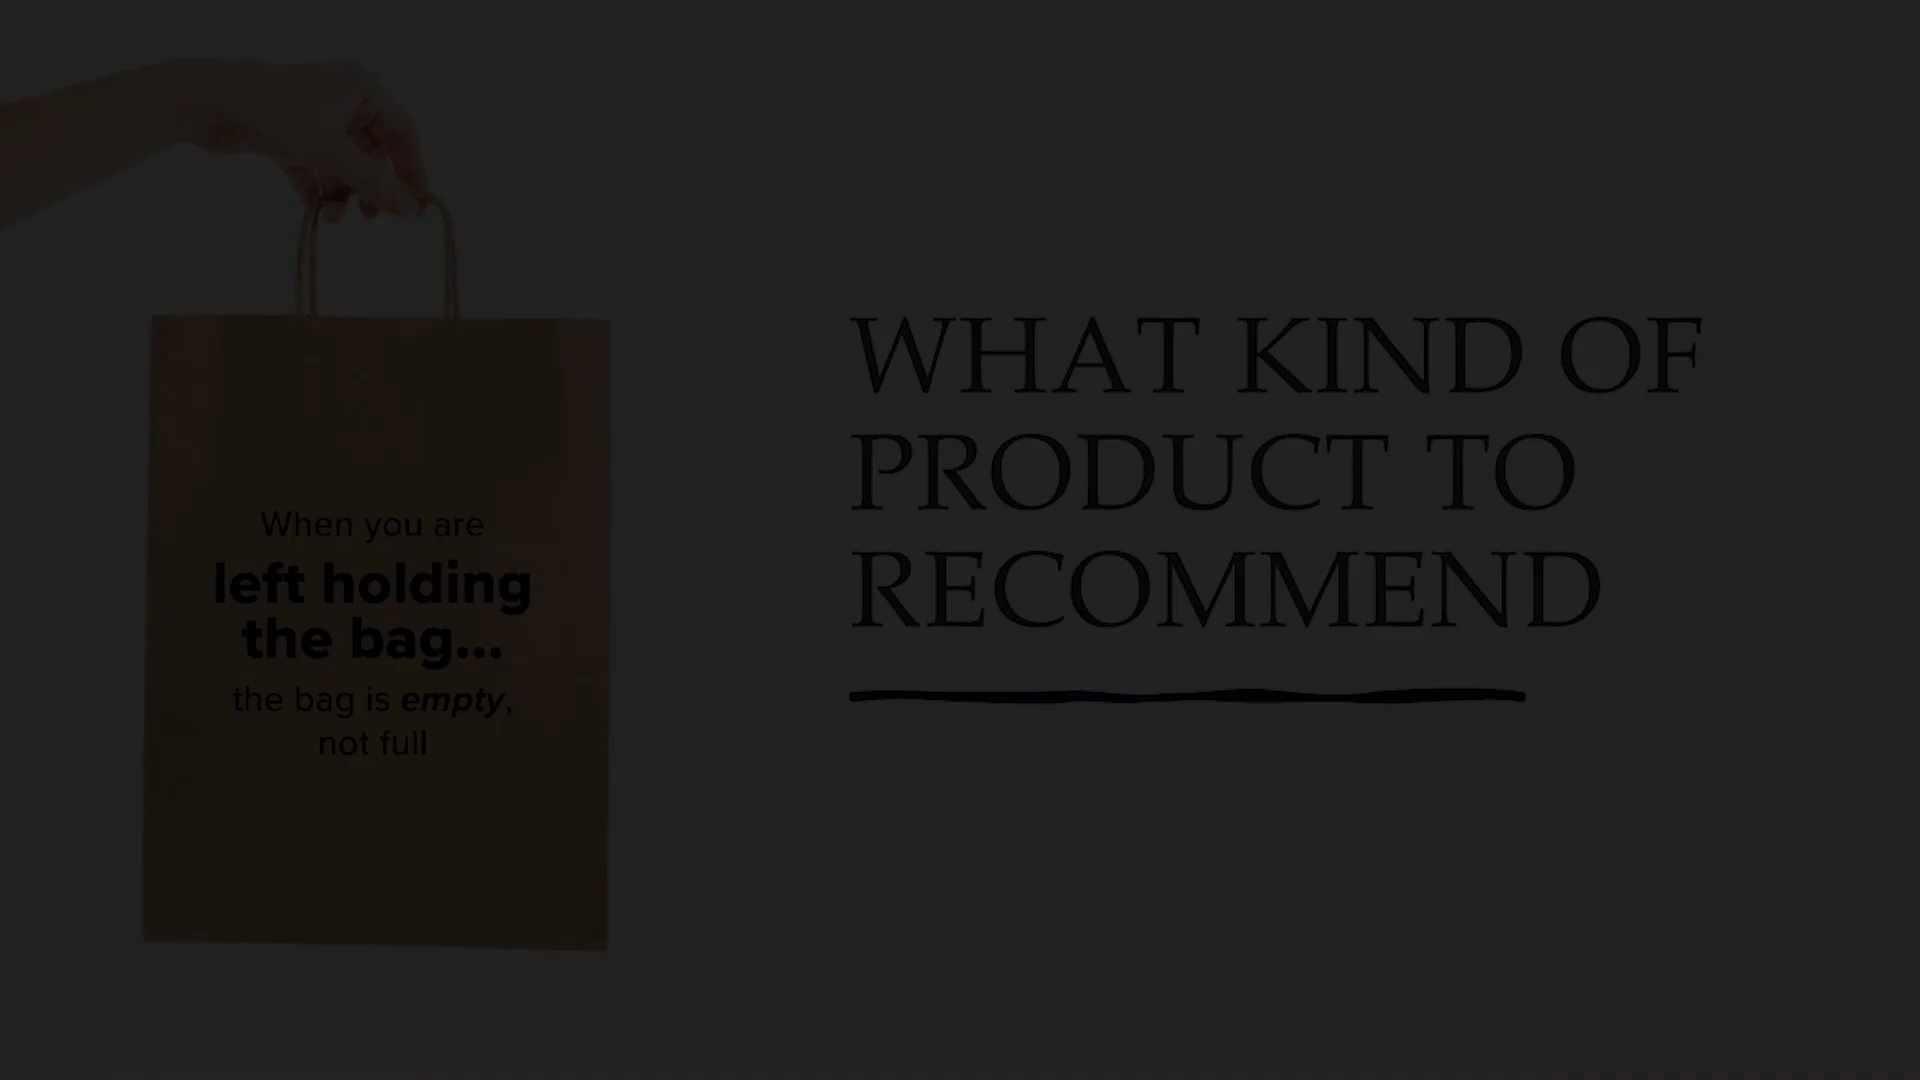 When you are
left holding
the bag...
the bag is empty,
not full
WHAT KIND OF
PRODUCT TO
RECOMMEND